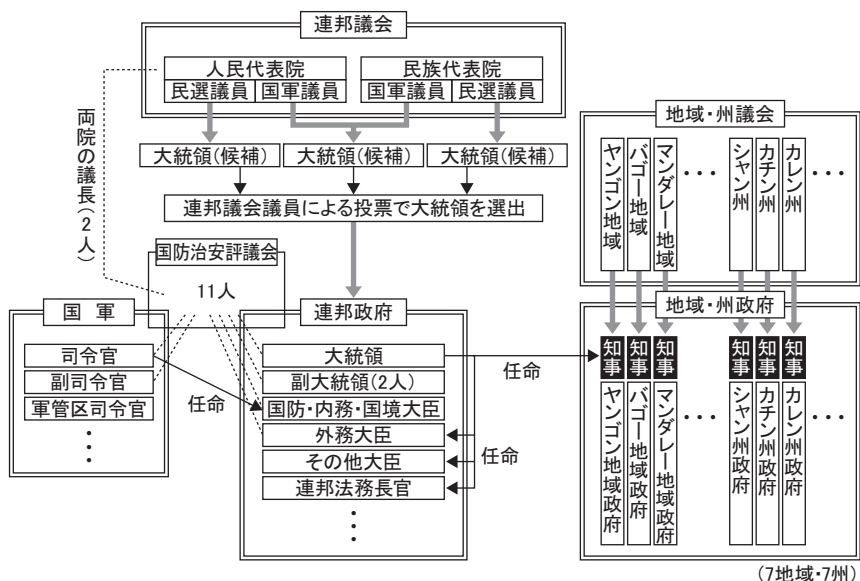 連邦議会
人民代表院
民選議員 国軍議員
民族代表院
国軍議員 民選議員
両院の議長(2人)
大統領(候補) 大統領(候補) 大統領(候補)
連邦議会議員による投票で大統領を選出
国防治安評議会
11人
国軍
司令官
副司令官
軍管区司令官
・・・
任命
連邦政府
大統領
副大統領(2人)
国防・内務・国境大臣
外務大臣
その他大臣
連邦法務長官
・・・
任命
任命
地域・州議会
ヤンゴン地域
バゴー地域
マンダレー地域
・・・
シャン州
カチン州
カレン州
・・・
地域・州政府
知事 知事 知事 知事 知事 知事
ヤンゴン地域政府
バゴー地域政府
マンダレー地域政府
・・・
シャン州政府
カチン州政府
カレン州政府
・・・
(7地域・7州)